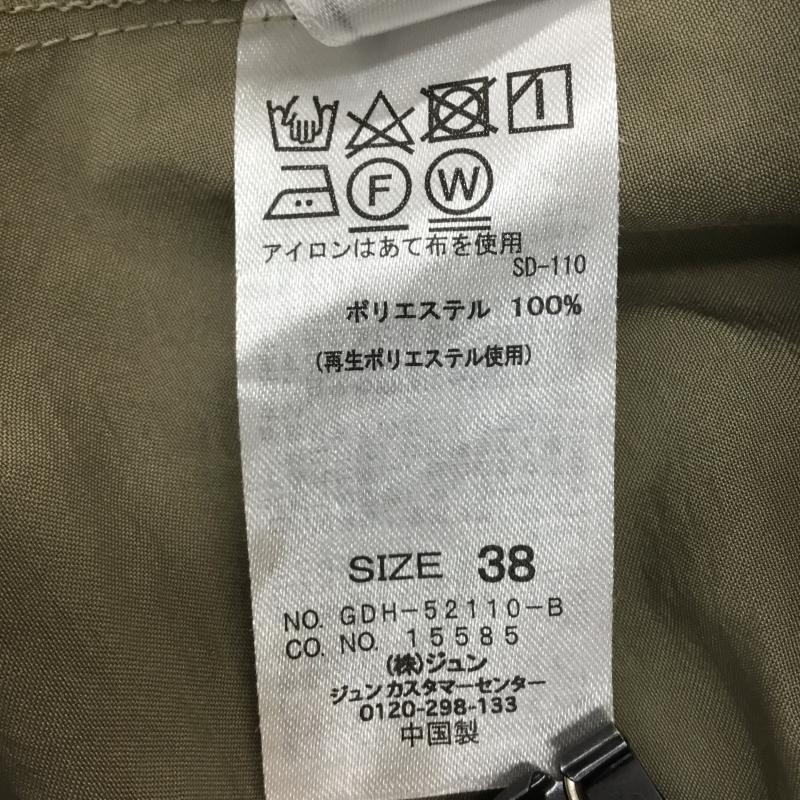 F W
アイロンはあて布を使用
SD-110
ポリエステル 100%
(再生ポリエステル使用)
SIZE 38
NO. GDH-52110-B
CO. NO. 15585
(株)ジュン
ジュン カスタマーセンター
0120-298-133
中国製